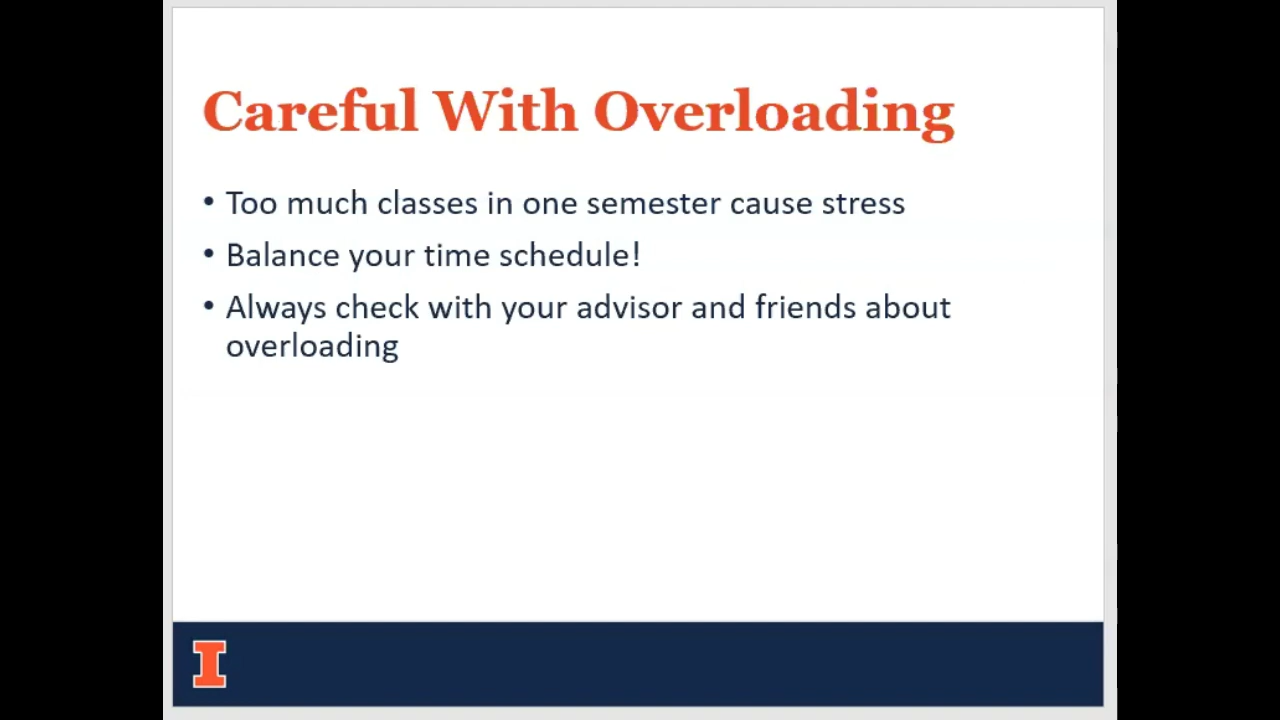 Careful With Overloading
• Too much classes in one semester cause stress
• Balance your time schedule!
• Always check with your advisor and friends about
overloading
I